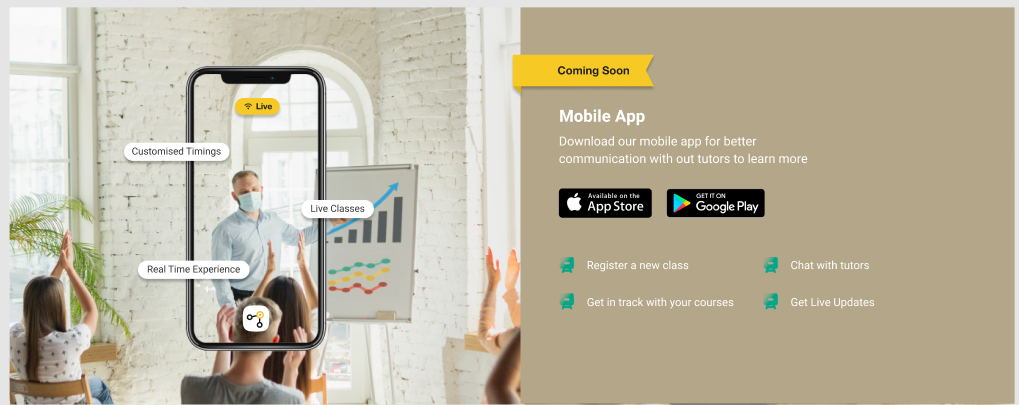 Live
Customised Timings
Live Classes
Real Time Experience
Coming Soon
Mobile App
Download our mobile app for better
communication with out tutors to learn more
Available on the
App Store
GET IT ON
Google Play
Register a new class
Chat with tutors
Get in track with your courses
Get Live Updates